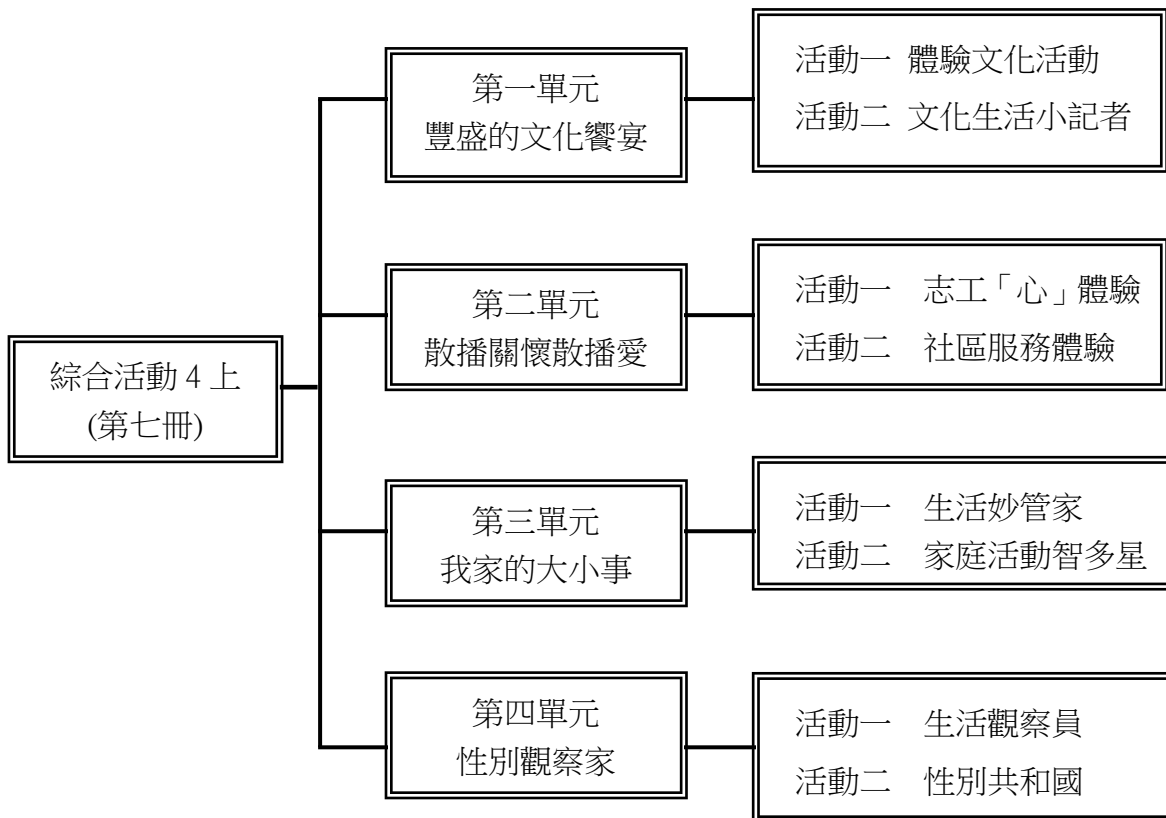 綜合活動 4 上
(第七冊)
第一單元
豐盛的文化饗宴
活動一 體驗文化活動
活動二 文化生活小記者
第二單元
散播關懷散播愛
活動一 志工「心」體驗
活動二 社區服務體驗
第三單元
我家的大小事
活動一 生活妙管家
活動二 家庭活動智多星
第四單元
性別觀察家
活動一 生活觀察員
活動二 性別共和國